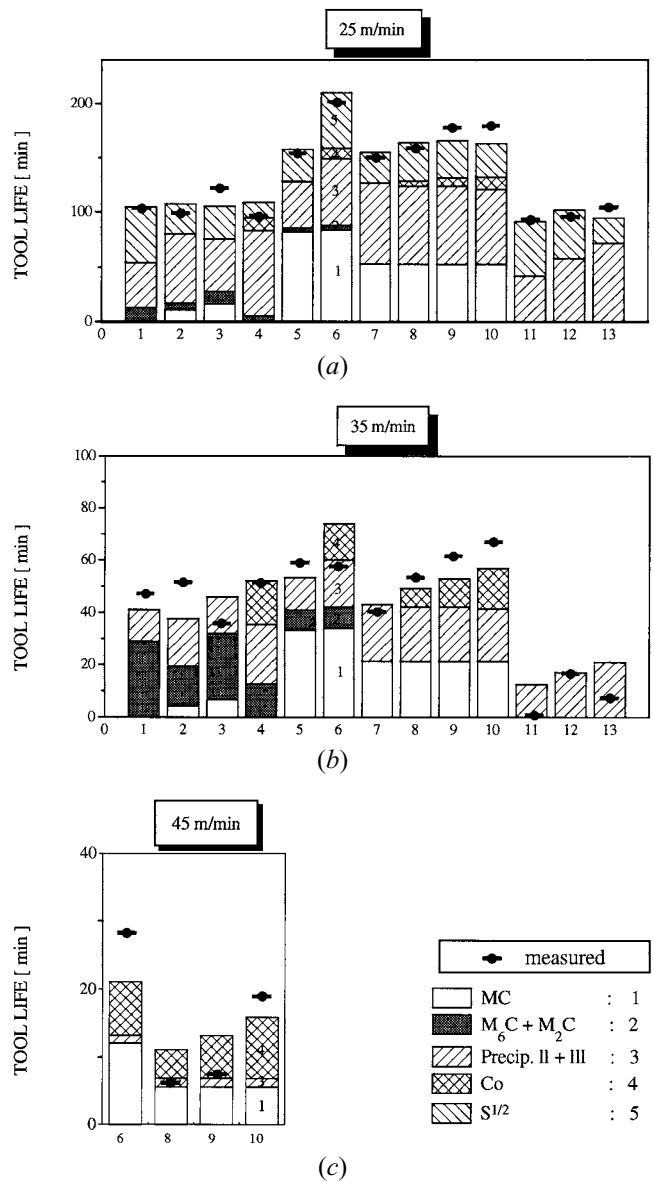 25 m/min
TOOL LIFE [ min ]
200
100
0
5
4
3
2
1
0 1 2 3 4 5 6 7 8 9 10 11 12 13
(a)
35 m/min
TOOL LIFE [ min ]
100
80
60
40
20
0
4
3
2
2
1
0 1 2 3 4 5 6 7 8 9 10 11 12 13
(b)
45 m/min
TOOL LIFE [ min ]
40
20
0
4
3
1
6 8 9 10
measured
MC : 1
M6C + M2C : 2
Precip. II + III : 3
Co : 4
S1/2 : 5
(c)